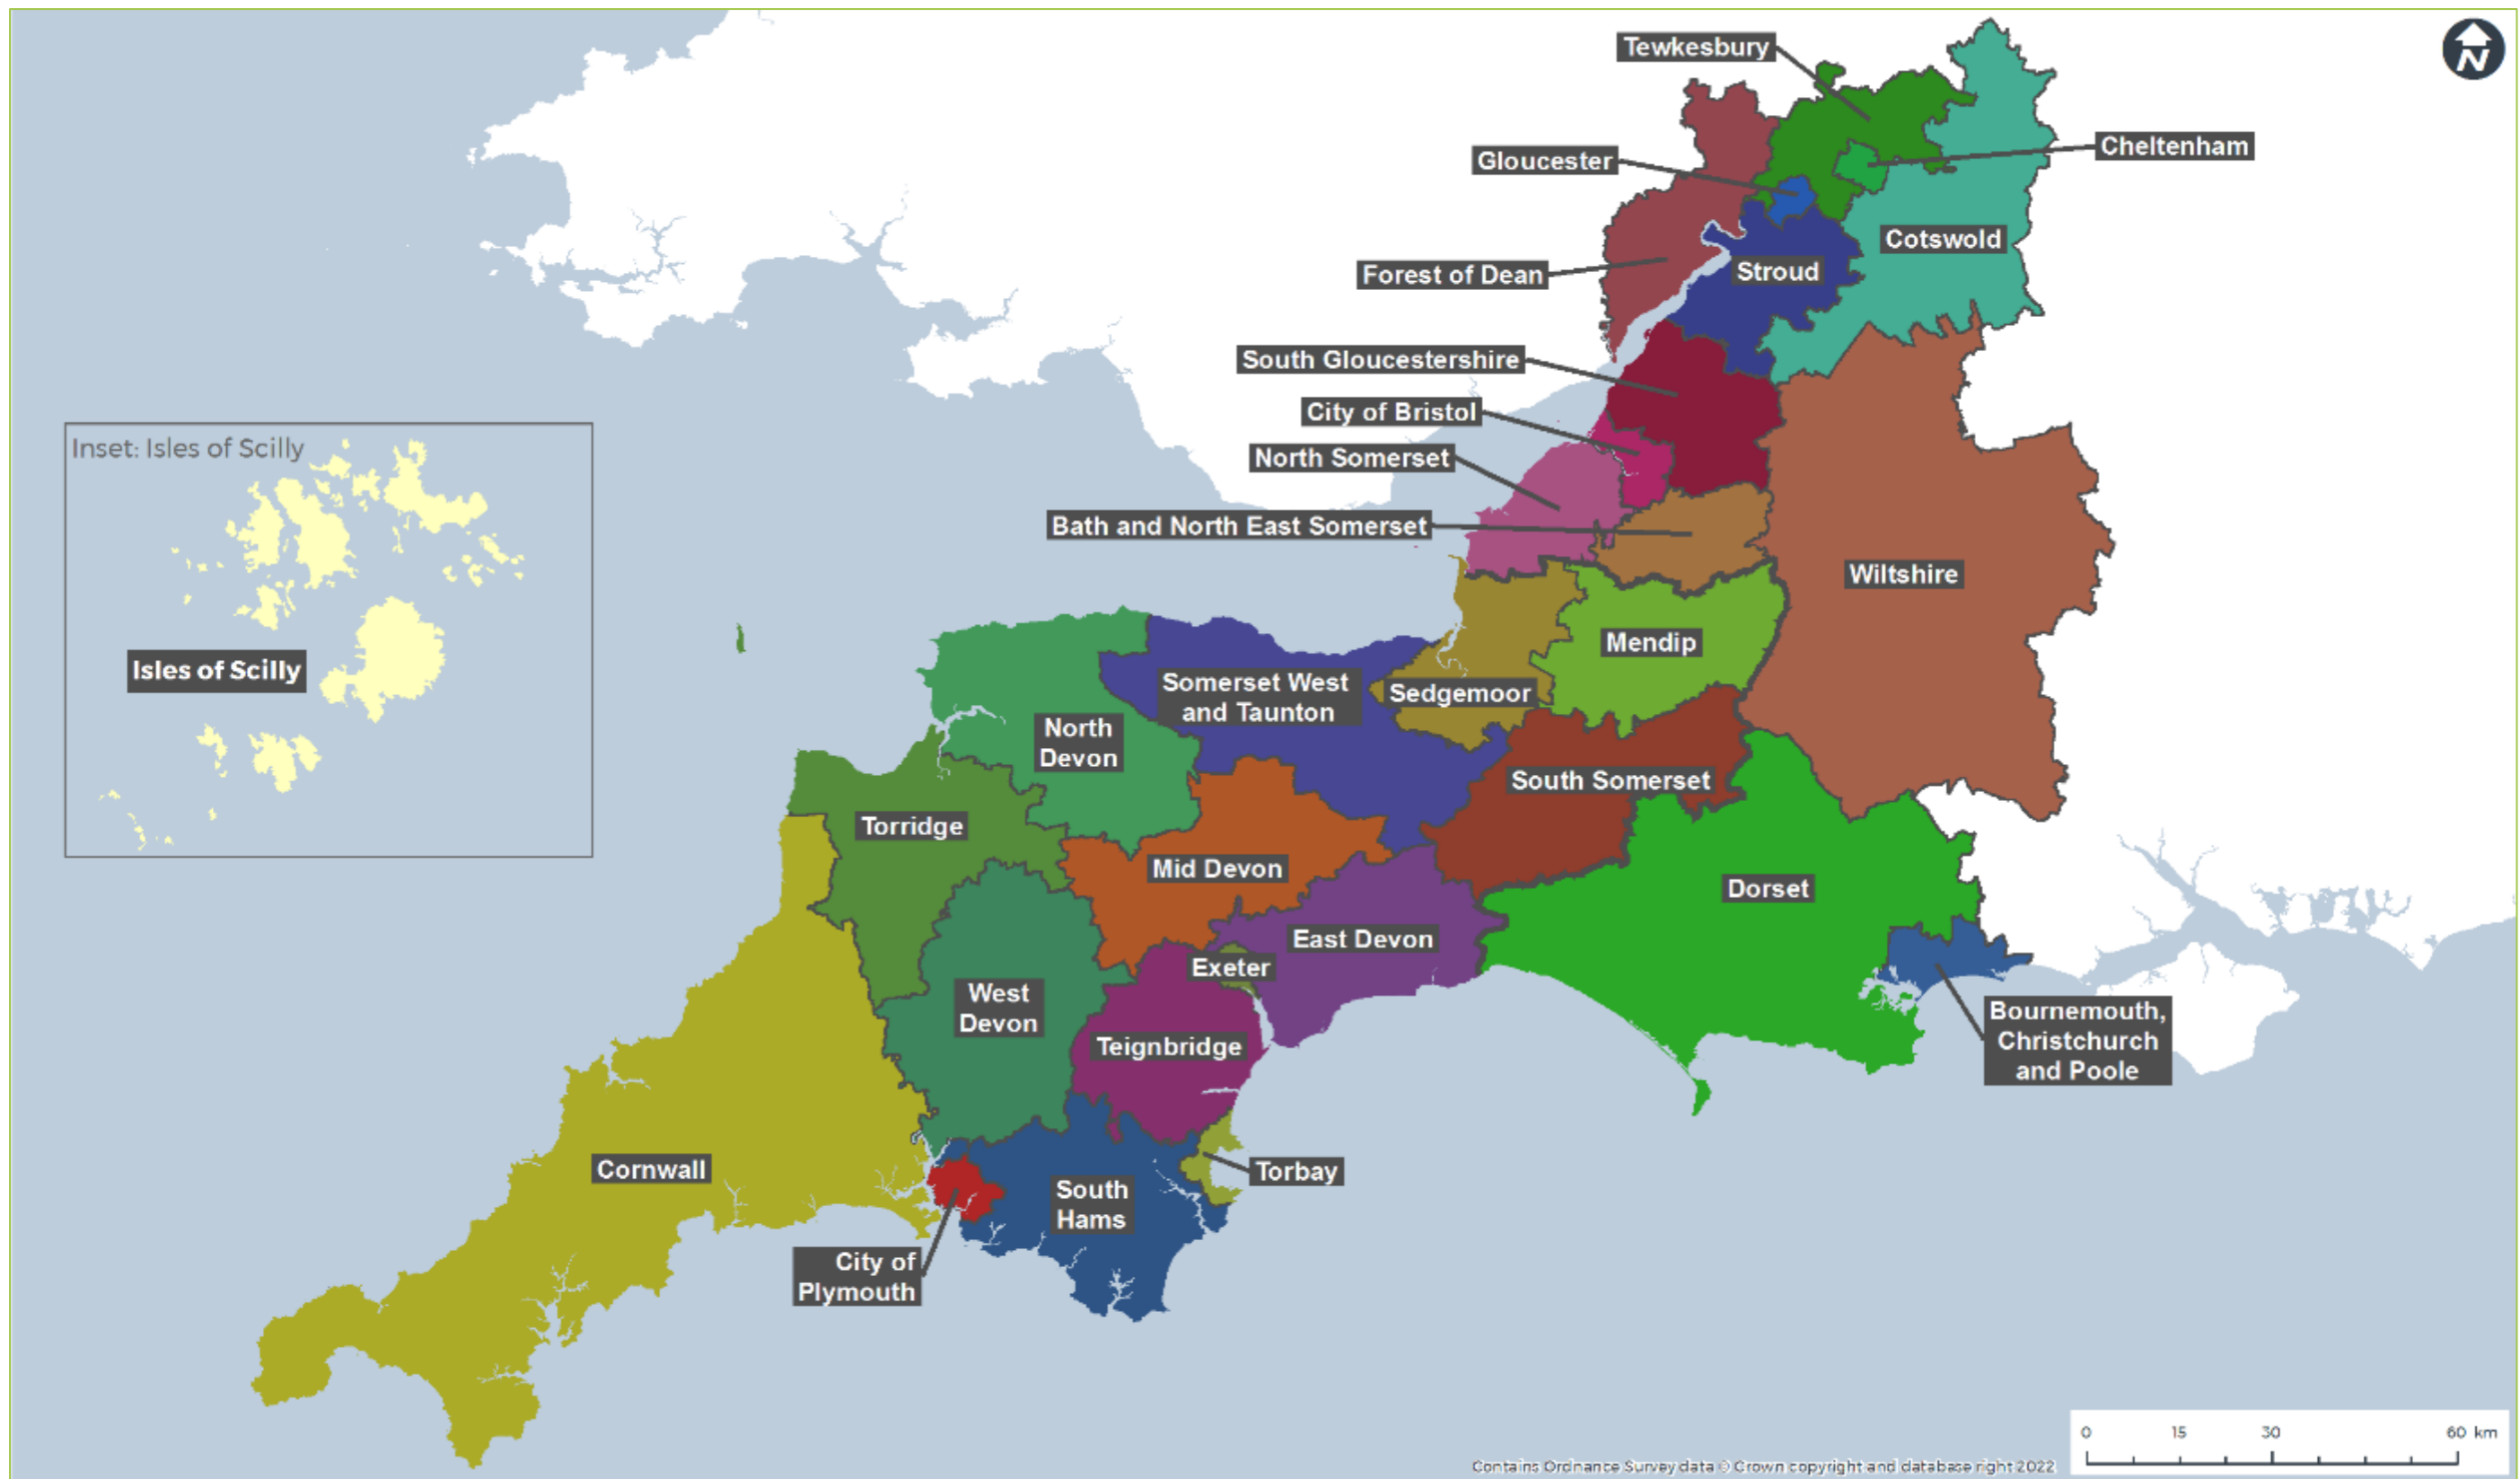 Tewkesbury
N
Cheltenham
Gloucester
Cotswold
Forest of Dean
Stroud
South Gloucestershire
City of Bristol
North Somerset
Bath and North East Somerset
Wiltshire
Inset: Isles of Scilly
Isles of Scilly
Mendip
Somerset West
and Taunton
Sedgemoor
North
Devon
South Somerset
Torridge
Mid Devon
Dorset
East Devon
Exeter
West
Devon
Teignbridge
Bournemouth,
Christchurch
and Poole
Cornwall
Torbay
South
Hams
City of
Plymouth
0 15 30 60 km
Contains Ordnance Survey data © Crown copyright and database right 2022